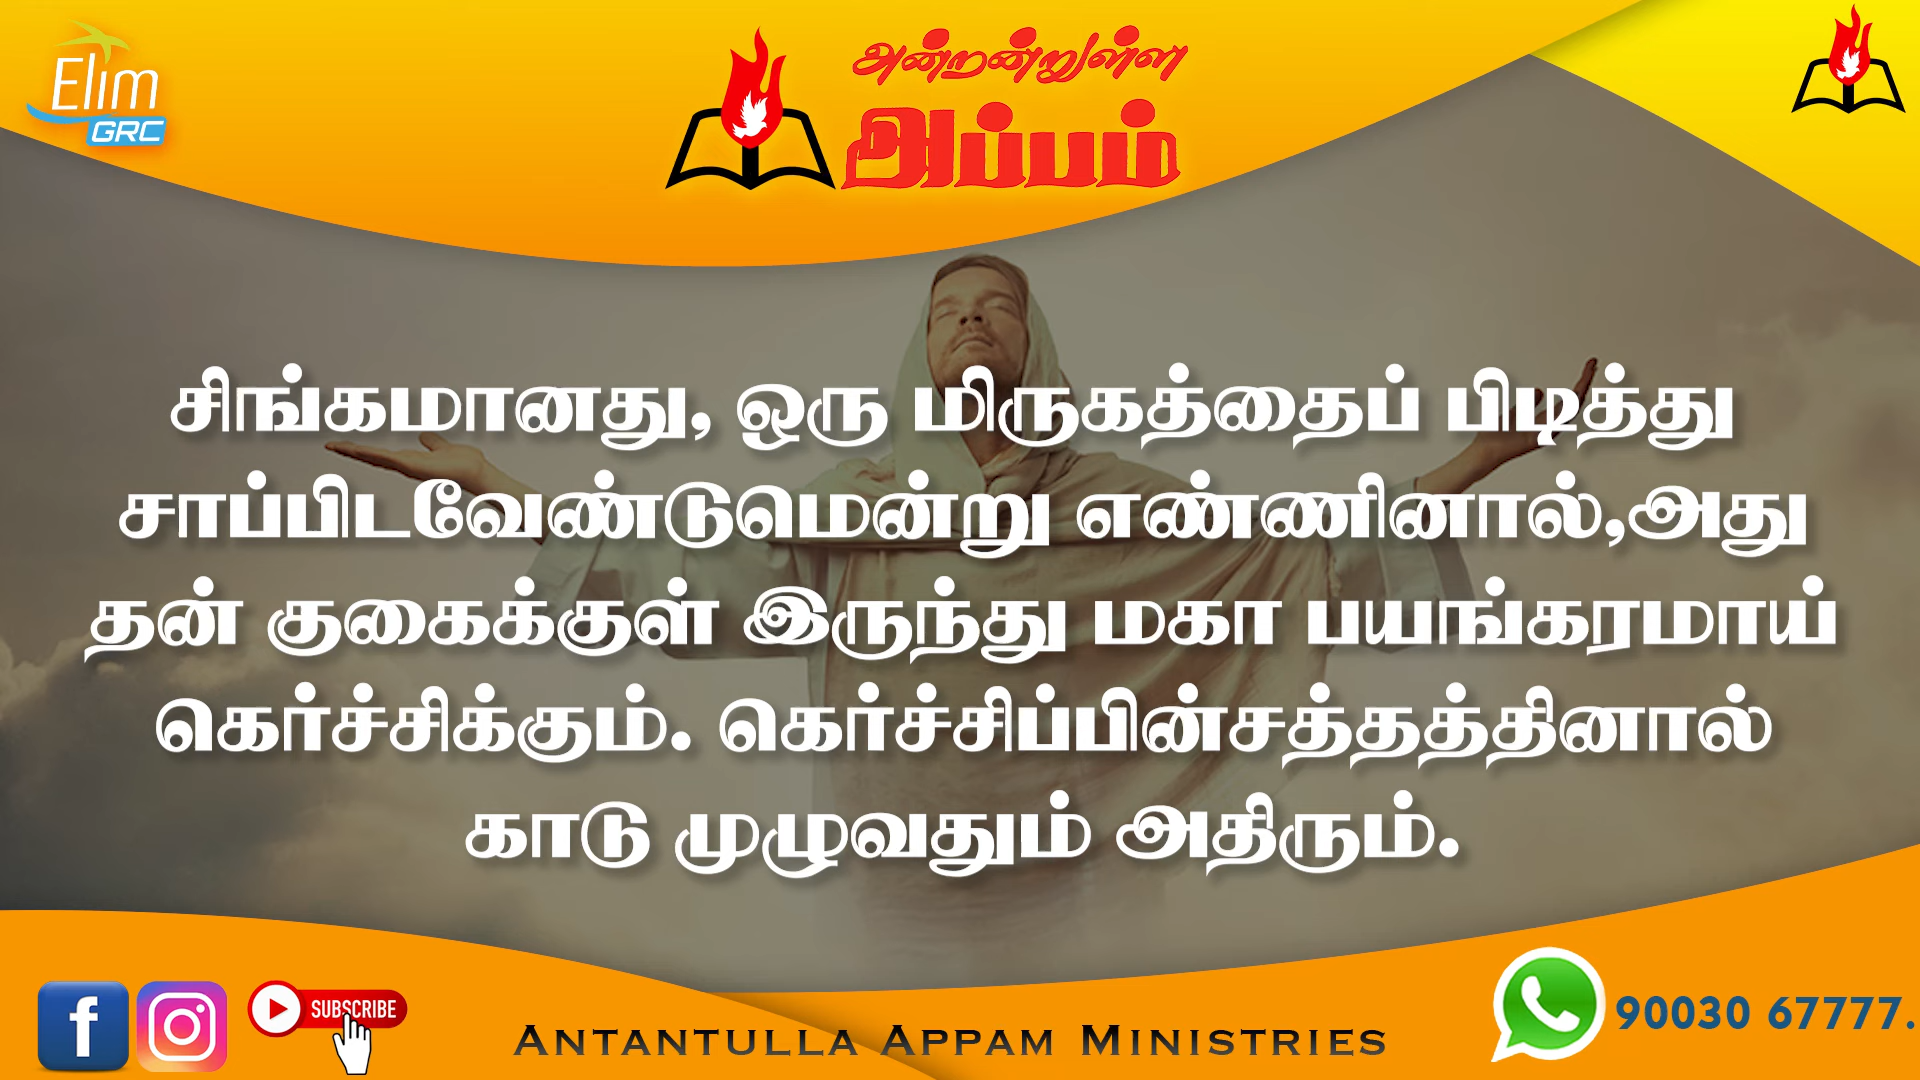 Elim
GRC
அன்றன்றுள்ள
அப்பம்
சிங்கமானது, ஒரு மிருகத்தைப் பிடித்து
சாப்பிடவேண்டுமென்று எண்ணினால்,அது
தன் குகைக்குள் இருந்து மகா பயங்கரமாய்
கெர்ச்சிக்கும். கெர்ச்சிப்பின்சத்தத்தினால்
காடு முழுவதும் அதிரும்.
SUBSCRIBE
ANTANTULLA APPAM MINISTRIES
90030 67777.